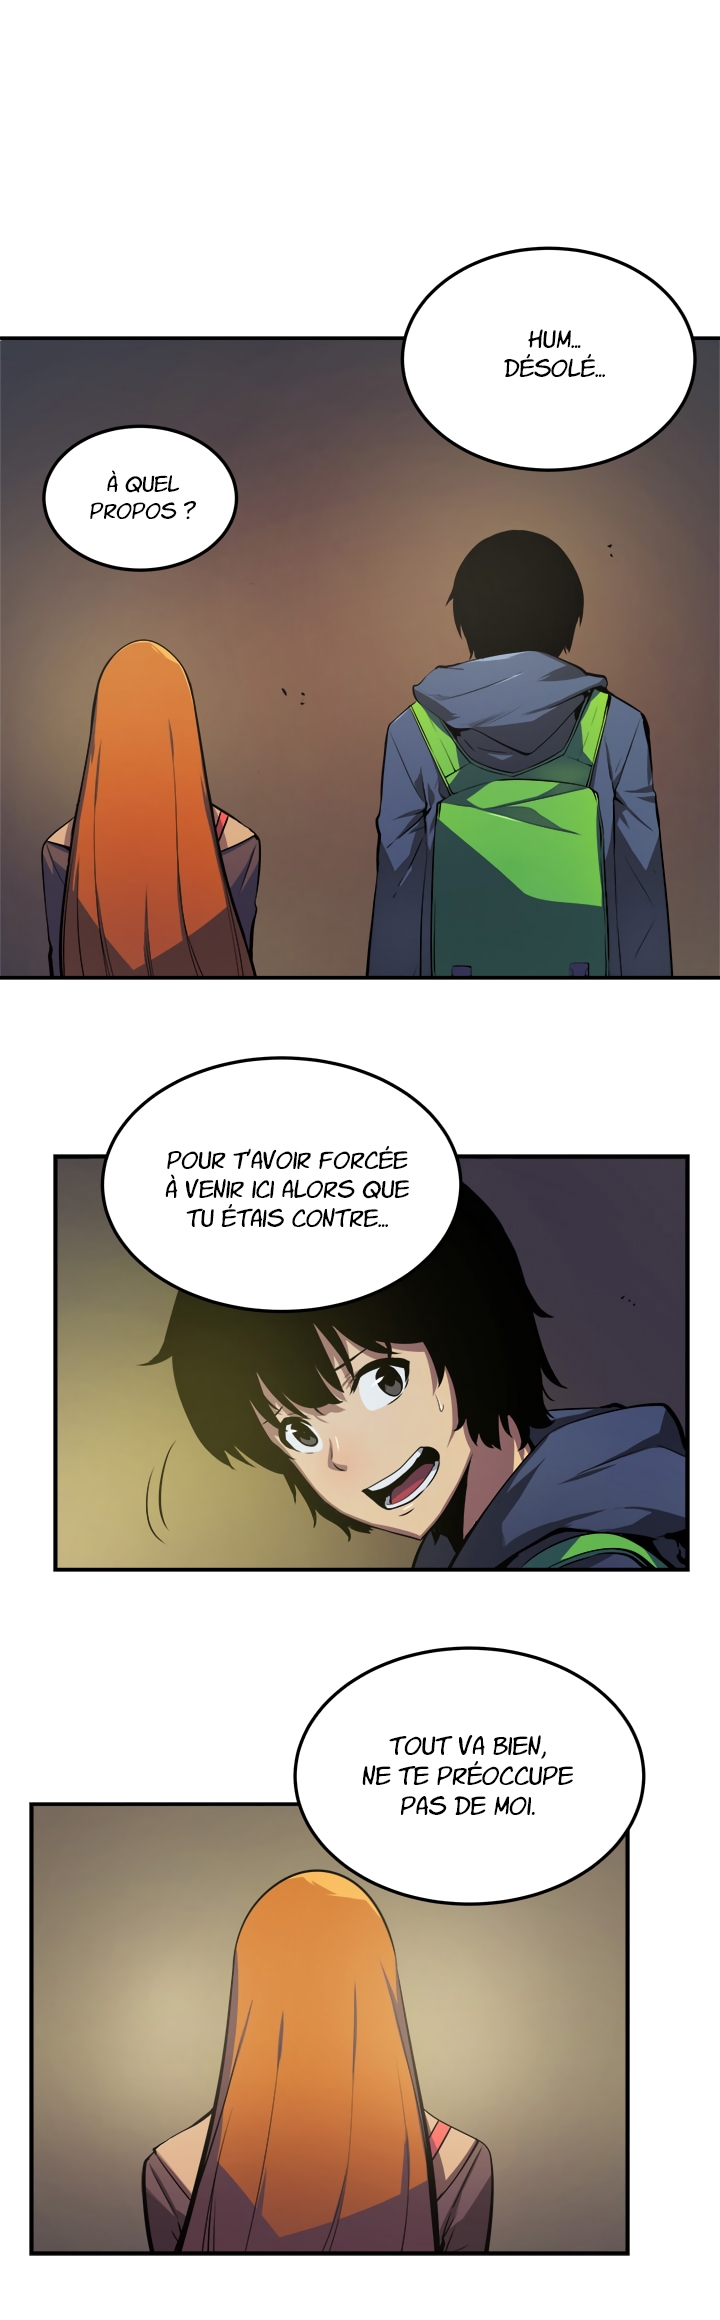 HUM...
DÉSOLÉ...
À QUEL
PROPOS ?
POUR T'AVOIR FORCÉE
À VENIR ICI ALORS QUE
TU ÉTAIS CONTRE...
TOUT VA BIEN,
NE TE PRÉOCCUPE
PAS DE MOI.